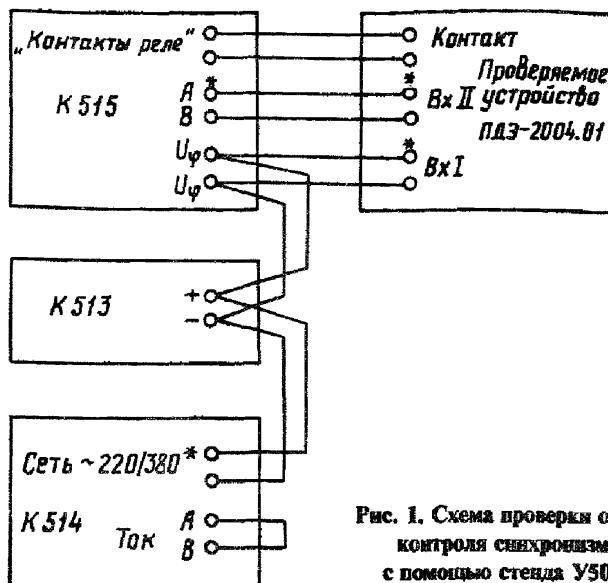 „Контакты реле"
К 515
A *
B
Uφ
Uφ
Контакт
Проверяемое
* Вх II устройство
ПДЭ-2004.01
* Вх I
К 513
+
-
Сеть ~ 220/380 *
К 514
Ток A
B
Рис. 1. Схема проверки о
контроля синхронизм
с помощью стенда У50